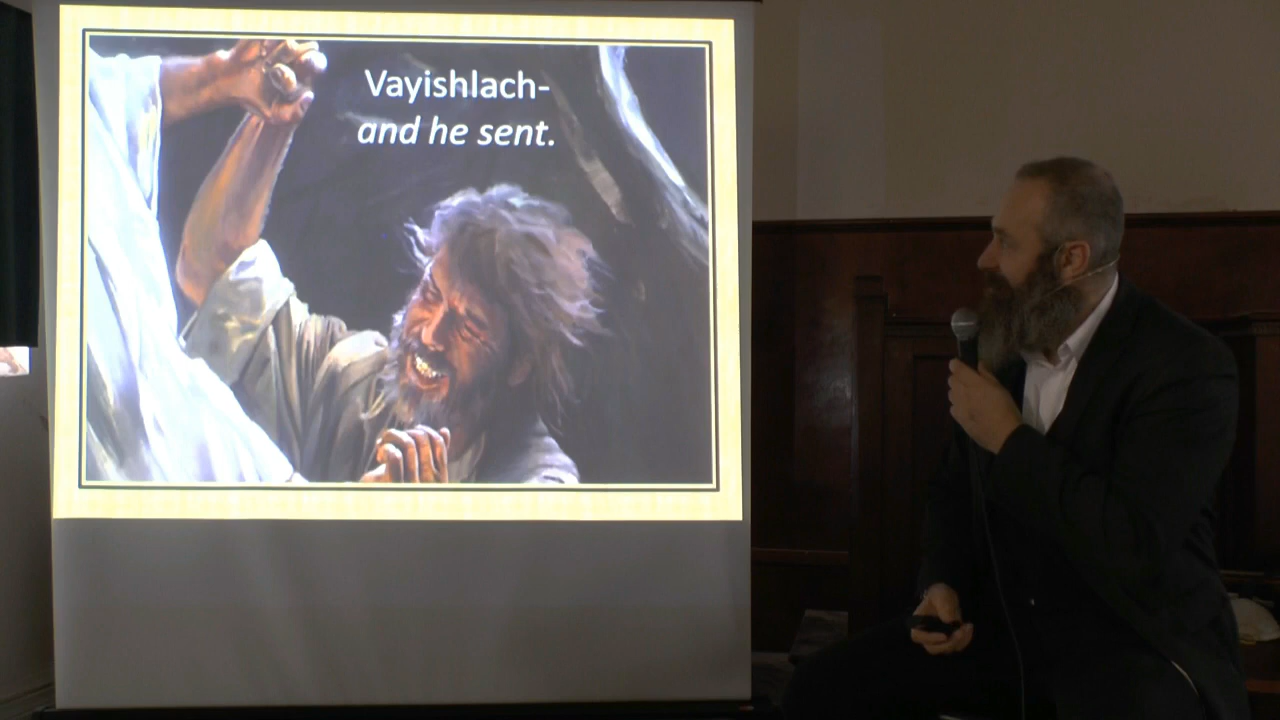 Vayishlach-
and he sent.